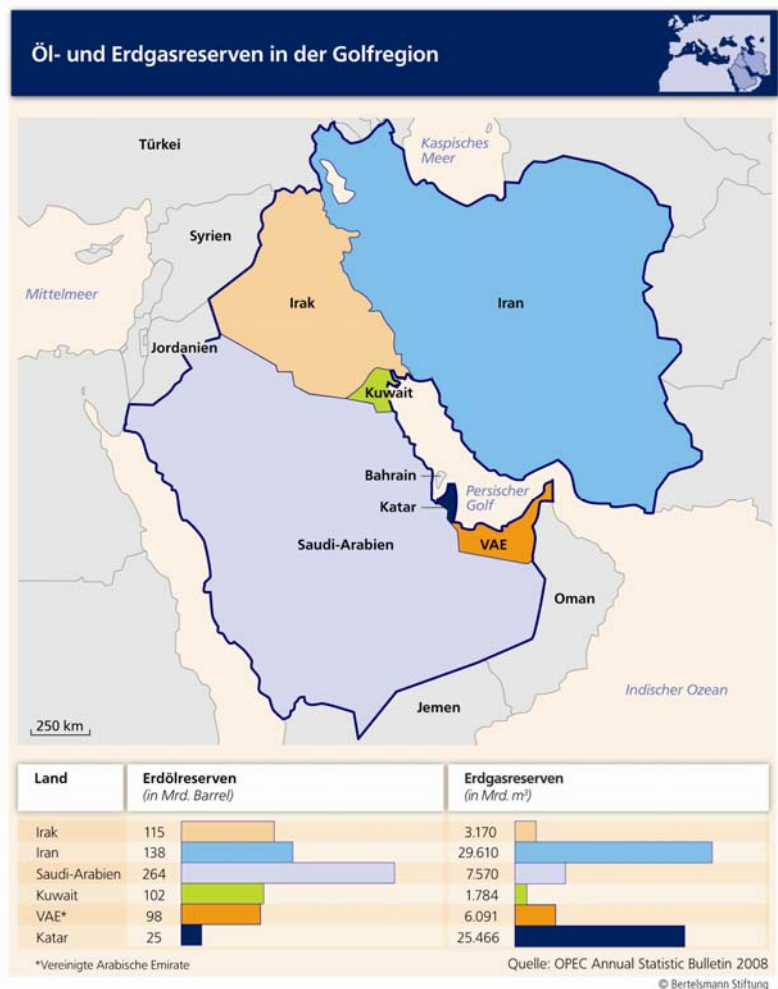 Öl- und Erdgasreserven in der Golfregion
Türkei
Kaspisches
Meer
Syrien
Mittelmeer
Irak
Iran
Jordanien
Kuwait
Bahrain
Persischer
Golf
Katar
Saudi-Arabien
VAE
Oman
Indischer Ozean
Jemen
250 km
Land Erdölreserven Erdgasreserven
(in Mrd. Barrel) (in Mrd. m³)
Irak 115 3.170
Iran 138 29.610
Saudi-Arabien 264 7.570
Kuwait 102 1.784
VAE* 98 6.091
Katar 25 25.466
*Vereinigte Arabische Emirate Quelle: OPEC Annual Statistic Bulletin 2008
© Bertelsmann Stiftung